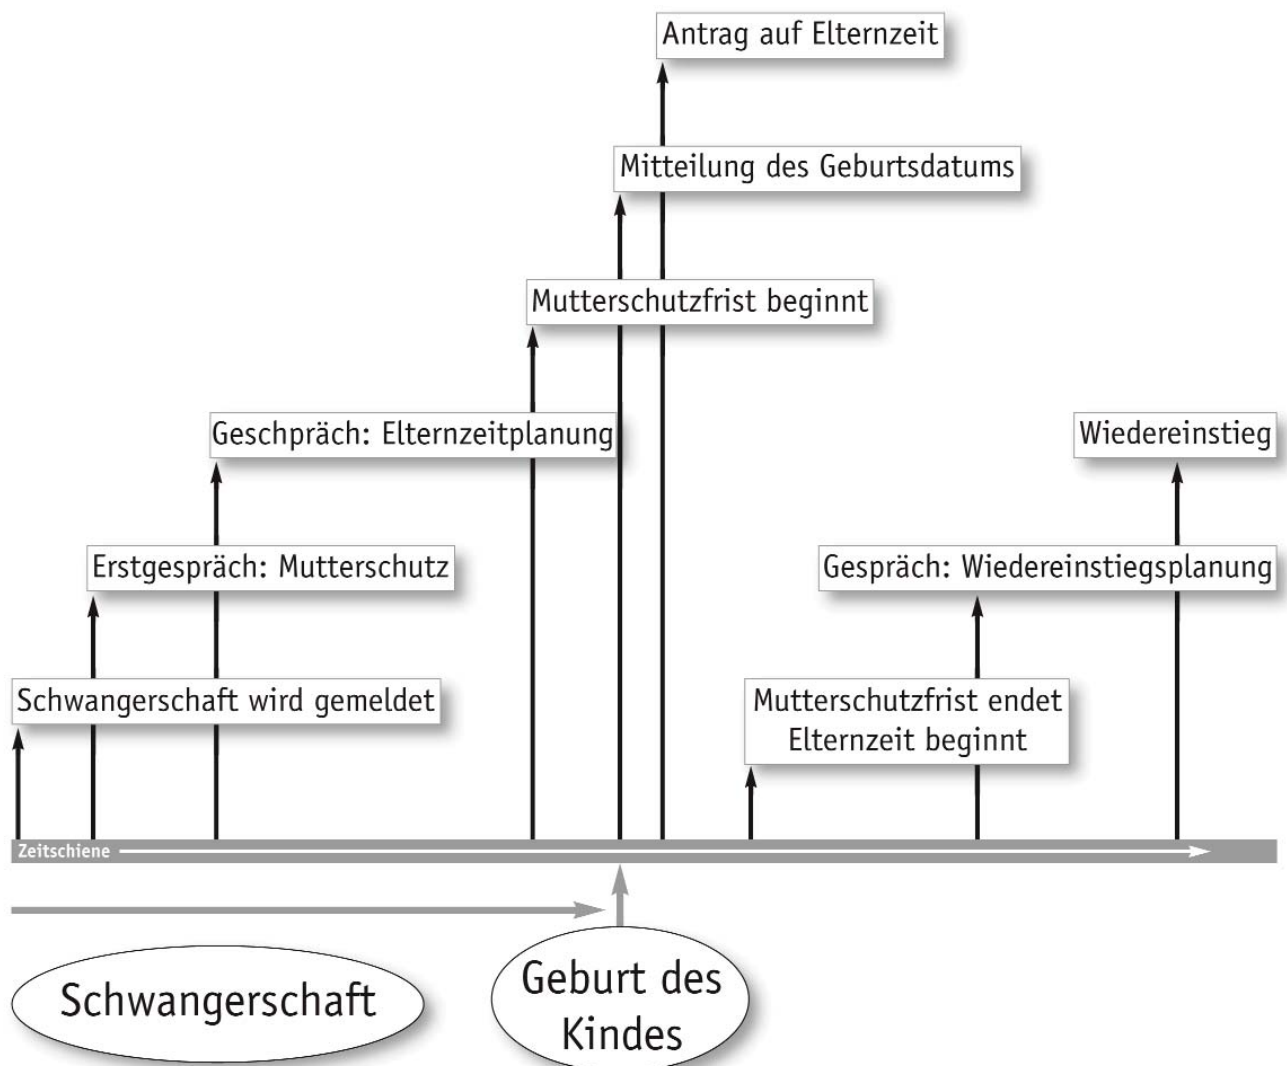 Antrag auf Elternzeit
Mitteilung des Geburtsdatums
Mutterschutzfrist beginnt
Geschpräch: Elternzeitplanung
Wiedereinstieg
Erstgespräch: Mutterschutz
Gespräch: Wiedereinstiegsplanung
Schwangerschaft wird gemeldet
Mutterschutzfrist endet
Elternzeit beginnt
Zeitschiene
Schwangerschaft
Geburt des
Kindes